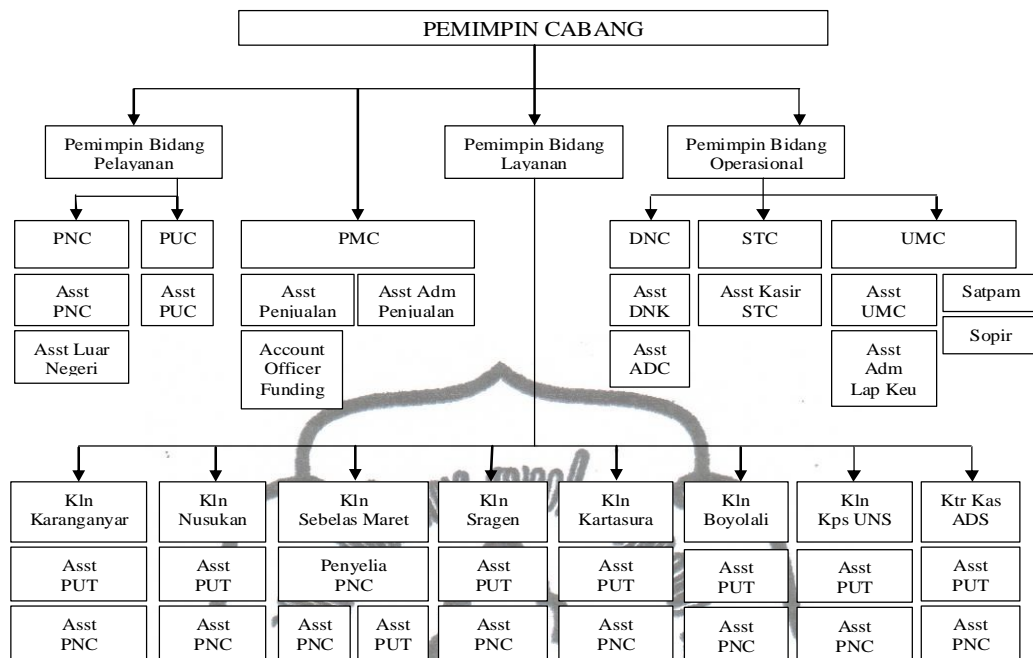 PEMIMPIN CABANG
Pemimpin Bidang
Pelayanan
Pemimpin Bidang
Layanan
Pemimpin Bidang
Operasional
PNC
PUC
PMC
DNC
STC
UMC
Asst
PNC
Asst
PUC
Asst
Penjualan
Asst Adm
Penjualan
Asst
DNK
Asst Kasir
STC
Asst
UMC
Satpam
Sopir
Asst Luar
Negeri
Account
Officer
Funding
Asst
ADC
Asst
Adm
Lap Keu
Kln
Karanganyar
Kln
Nusukan
Kln
Sebelas Maret
Kln
Sragen
Kln
Kartasura
Kln
Boyolali
Kln
Kps UNS
Ktr Kas
ADS
Asst
PUT
Asst
PUT
Penyelia
PNC
Asst
PUT
Asst
PUT
Asst
PUT
Asst
PUT
Asst
PUT
Asst
PNC
Asst
PNC
Asst
PNC
Asst
PUT
Asst
PNC
Asst
PNC
Asst
PNC
Asst
PNC
Asst
PNC